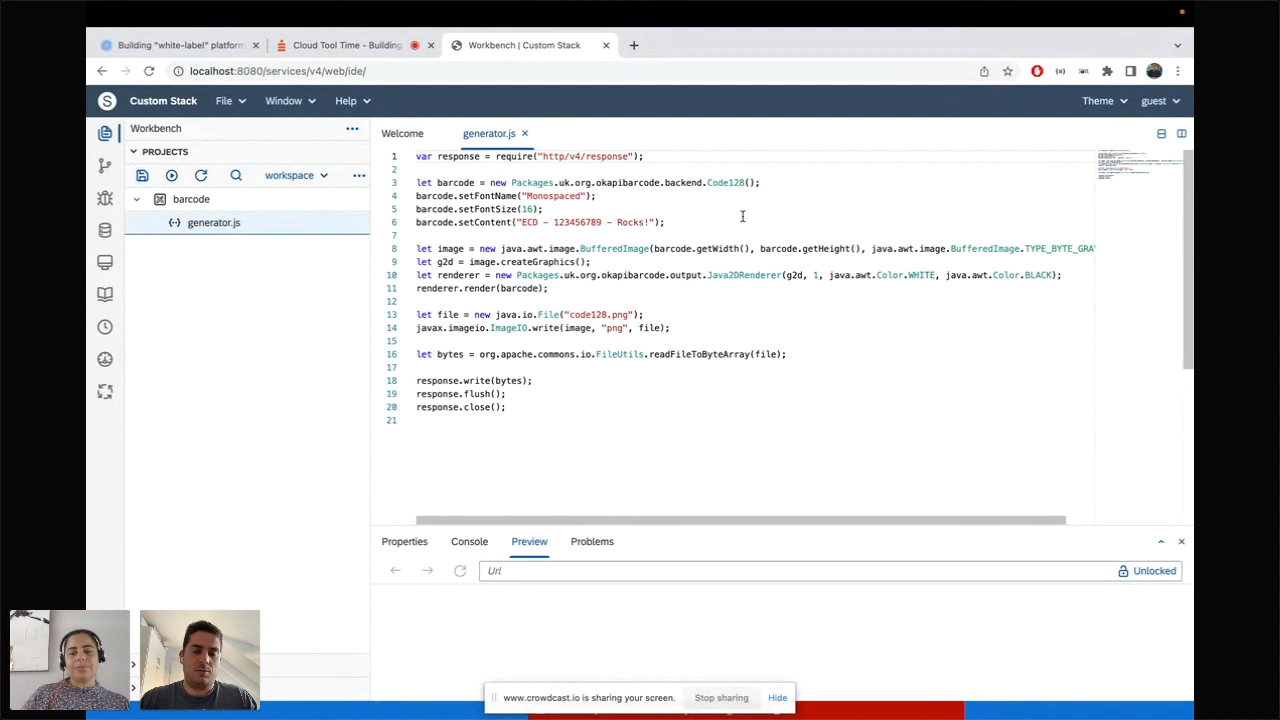 Building "white-label" platform
Cloud Tool Time - Building
Workbench | Custom Stack
localhost:8080/services/v4/web/ide/
S Custom Stack File Window Help Theme guest
Workbench
PROJECTS
workspace
barcode
generator.js
Welcome generator.js
1 var response = require("http/v4/response");
2
3 let barcode = new Packages.uk.org.okapibarcode.backend.Code128();
4 barcode.setFontName("Monospaced");
5 barcode.setFontSize(16);
6 barcode.setContent("ECD - 123456789 - Rocks!");
7
8 let image = new java.awt.image.BufferedImage(barcode.getWidth(), barcode.getHeight(), java.awt.image.BufferedImage.TYPE_BYTE_GRA
9 let g2d = image.createGraphics();
10 let renderer = new Packages.uk.org.okapibarcode.output.Java2DRenderer(g2d, 1, java.awt.Color.WHITE, java.awt.Color.BLACK);
11 renderer.render(barcode);
12
13 let file = new java.io.File("code128.png");
14 javax.imageio.ImageIO.write(image, "png", file);
15
16 let bytes = org.apache.commons.io.FileUtils.readFileToByteArray(file);
17
18 response.write(bytes);
19 response.flush();
20 response.close();
21
Properties Console Preview Problems
Url Unlocked
www.crowdcast.io is sharing your screen. Stop sharing Hide